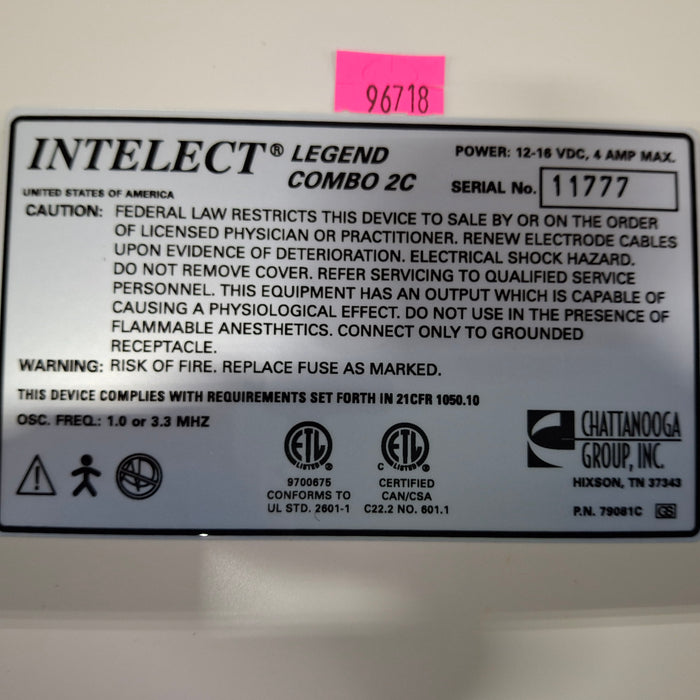 96718
INTELECT® LEGEND
COMBO 2C
POWER: 12-16 VDC, 4 AMP MAX.
SERIAL No. 11777
UNITED STATES OF AMERICA
CAUTION: FEDERAL LAW RESTRICTS THIS DEVICE TO SALE BY OR ON THE ORDER
OF LICENSED PHYSICIAN OR PRACTITIONER. RENEW ELECTRODE CABLES
UPON EVIDENCE OF DETERIORATION. ELECTRICAL SHOCK HAZARD.
DO NOT REMOVE COVER. REFER SERVICING TO QUALIFIED SERVICE
PERSONNEL. THIS EQUIPMENT HAS AN OUTPUT WHICH IS CAPABLE OF
CAUSING A PHYSIOLOGICAL EFFECT. DO NOT USE IN THE PRESENCE OF
FLAMMABLE ANESTHETICS. CONNECT ONLY TO GROUNDED
RECEPTACLE.
WARNING: RISK OF FIRE. REPLACE FUSE AS MARKED.
THIS DEVICE COMPLIES WITH REQUIREMENTS SET FORTH IN 21CFR 1050.10
OSC. FREQ.: 1.0 or 3.3 MHZ
ETL
LISTED
9700675
CONFORMS TO
UL STD. 2601-1
C ETL
LISTED
CERTIFIED
CAN/CSA
C22.2 NO. 601.1
CHATTANOOGA
GROUP, INC.
HIXSON, TN 37343
P.N. 79081C GS